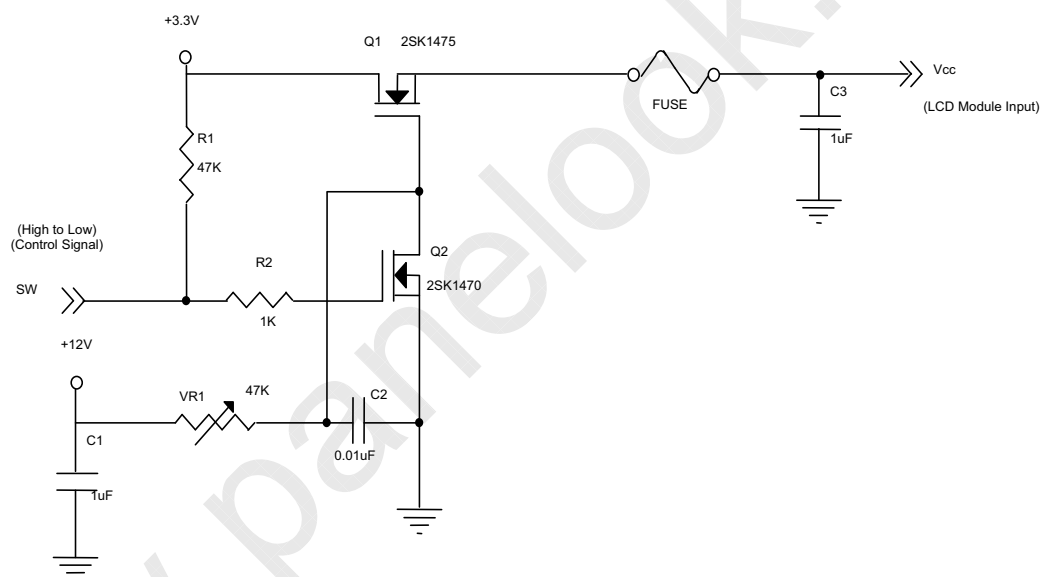 +3.3V
Q1 2SK1475
Vcc
C3
FUSE
(LCD Module Input)
R1
1uF
47K
(High to Low)
(Control Signal)
Q2
R2
SW
2SK1470
1K
+12V
47K
VR1
C2
C1
0.01uF
1uF
panelook.